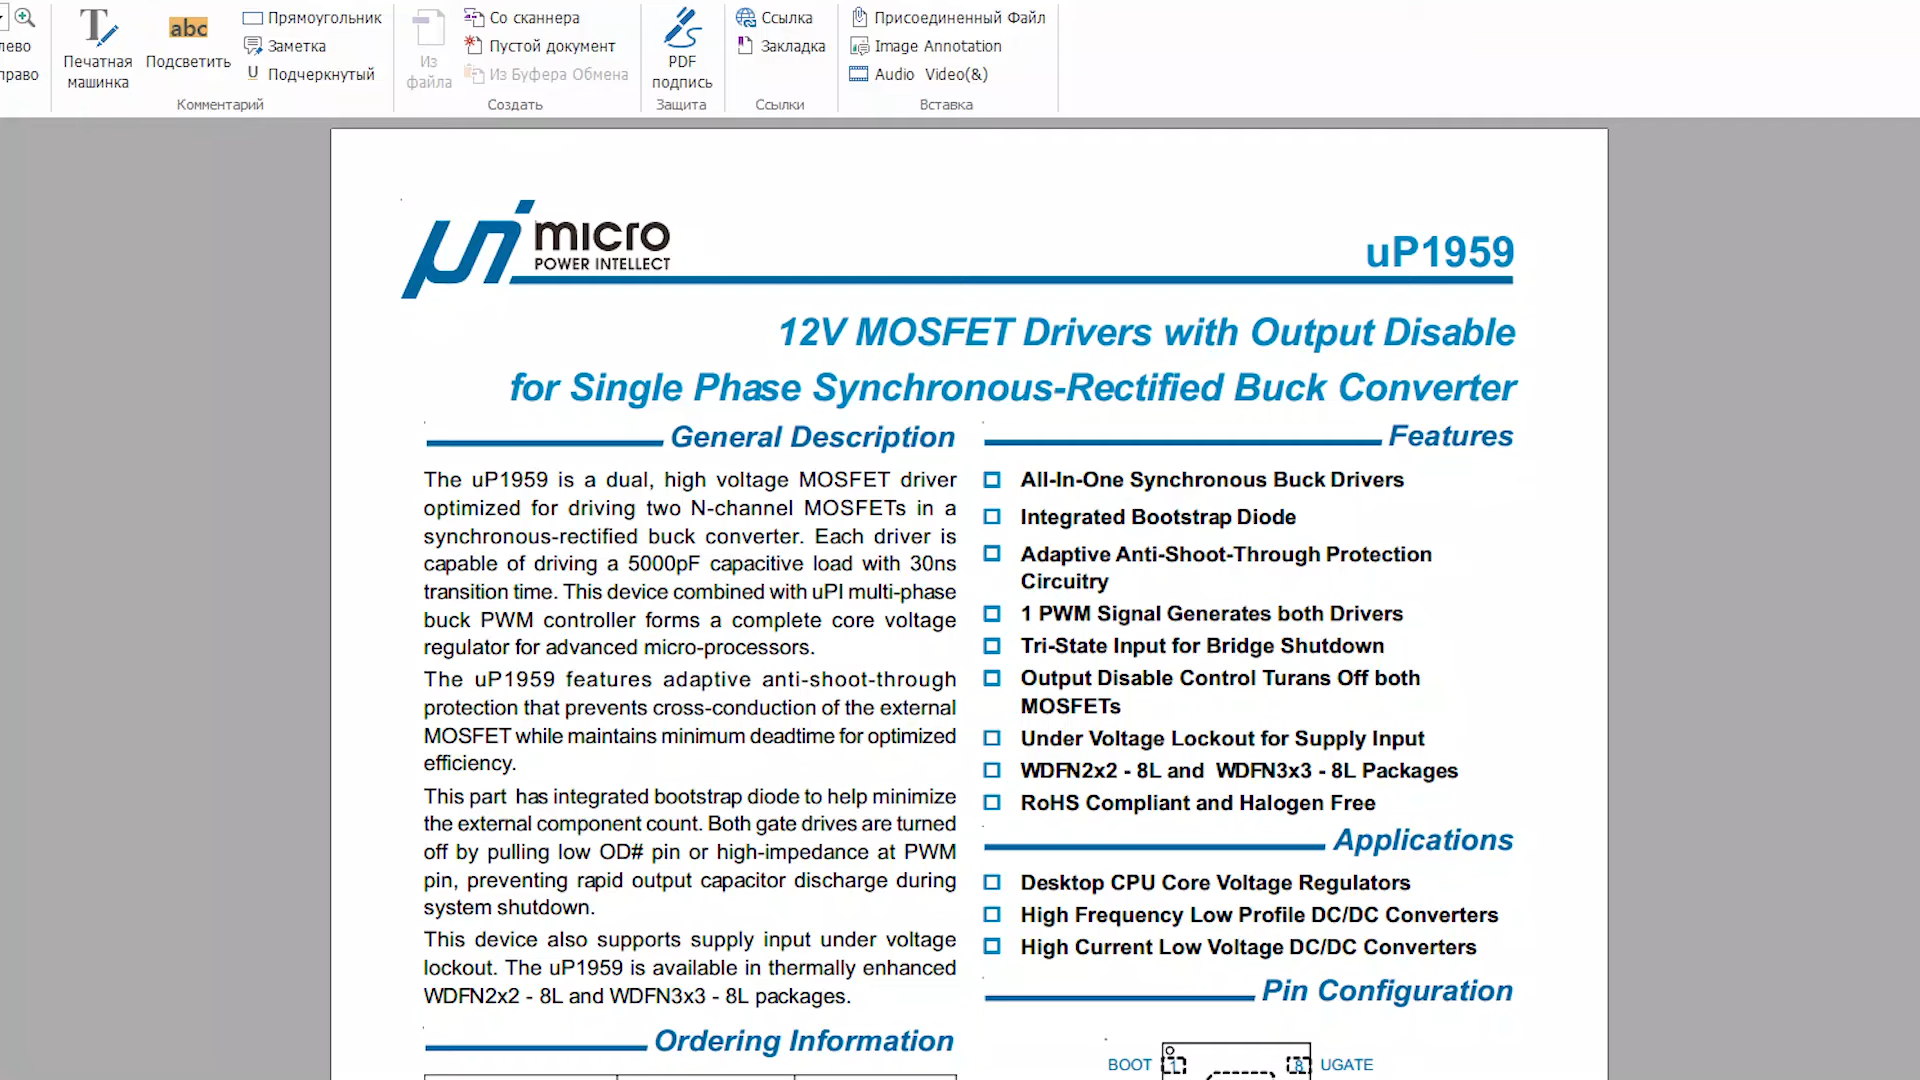 лево
право
Печатная
машинка
abc
Подсветить
Прямоугольник
Заметка
U Подчеркнутый
Комментарий
Из
файла
Со сканнера
Пустой документ
Из Буфера Обмена
Создать
PDF
подпись
Защита
Ссылка
Закладка
Ссылки
Присоединенный Файл
Image Annotation
Audio Video(&)
Вставка
micro
POWER INTELLECT
uP1959
12V MOSFET Drivers with Output Disable
for Single Phase Synchronous-Rectified Buck Converter
General Description
The uP1959 is a dual, high voltage MOSFET driver
optimized for driving two N-channel MOSFETs in a
synchronous-rectified buck converter. Each driver is
capable of driving a 5000pF capacitive load with 30ns
transition time. This device combined with uPI multi-phase
buck PWM controller forms a complete core voltage
regulator for advanced micro-processors.
The uP1959 features adaptive anti-shoot-through
protection that prevents cross-conduction of the external
MOSFET while maintains minimum deadtime for optimized
efficiency.
This part has integrated bootstrap diode to help minimize
the external component count. Both gate drives are turned
off by pulling low OD# pin or high-impedance at PWM
pin, preventing rapid output capacitor discharge during
system shutdown.
This device also supports supply input under voltage
lockout. The uP1959 is available in thermally enhanced
WDFN2x2 - 8L and WDFN3x3 - 8L packages.
Ordering Information
Features
All-In-One Synchronous Buck Drivers
Integrated Bootstrap Diode
Adaptive Anti-Shoot-Through Protection
Circuitry
1 PWM Signal Generates both Drivers
Tri-State Input for Bridge Shutdown
Output Disable Control Turans Off both
MOSFETs
Under Voltage Lockout for Supply Input
WDFN2x2 - 8L and WDFN3x3 - 8L Packages
RoHS Compliant and Halogen Free
Applications
Desktop CPU Core Voltage Regulators
High Frequency Low Profile DC/DC Converters
High Current Low Voltage DC/DC Converters
Pin Configuration
BOOT 1 8 UGATE